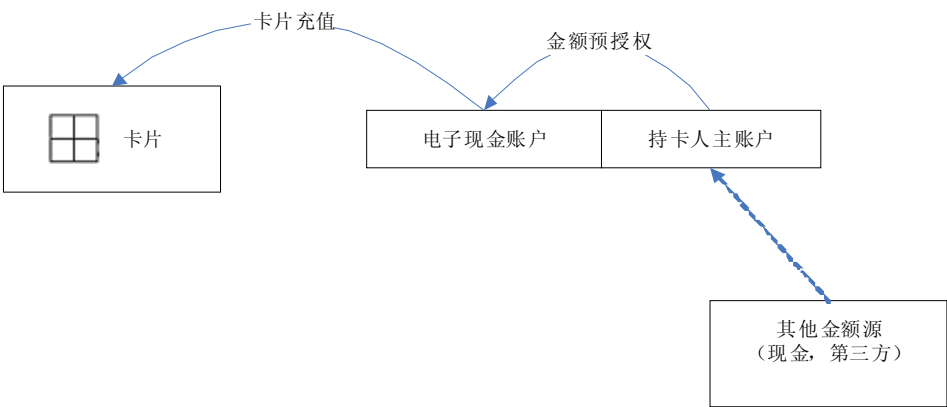 卡片充值
金额预授权
卡片
电子现金账户
持卡人主账户
其他金额源
（现金，第三方）